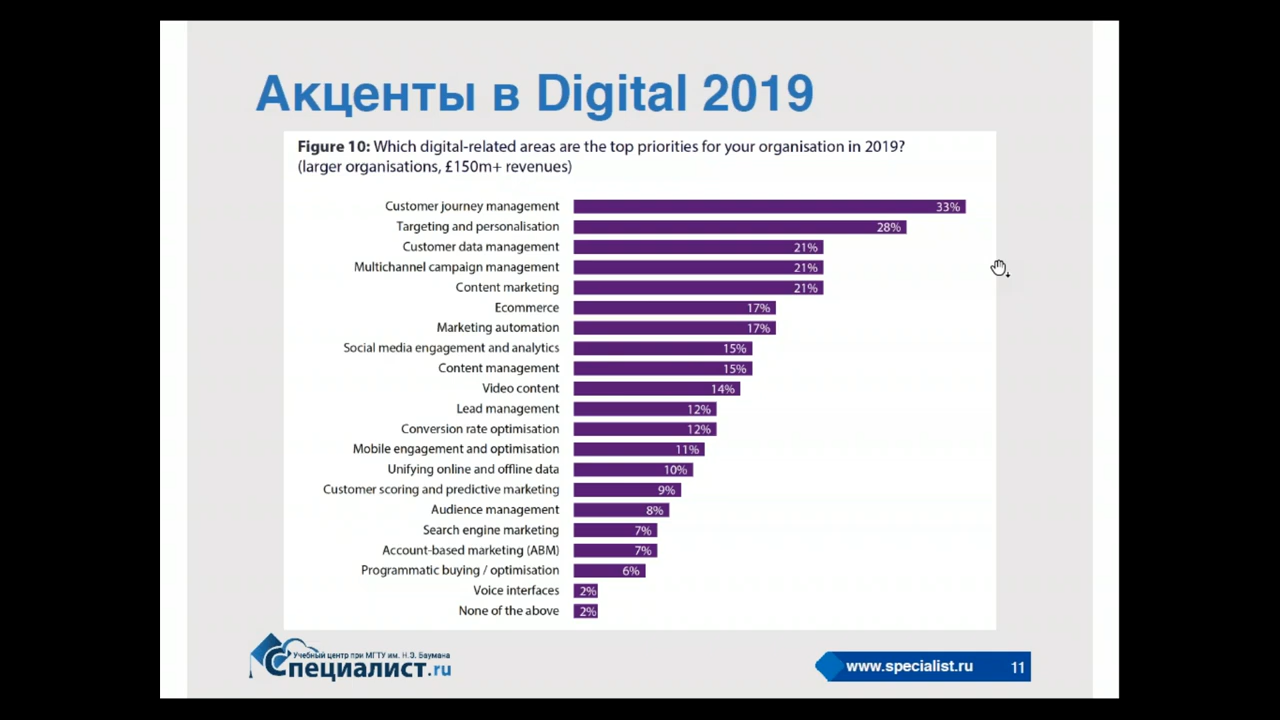 Акценты в Digital 2019
Figure 10: Which digital-related areas are the top priorities for your organisation in 2019?
(larger organisations, £150m+ revenues)
Customer journey management 33%
Targeting and personalisation 28%
Customer data management 21%
Multichannel campaign management 21%
Content marketing 21%
Ecommerce 17%
Marketing automation 17%
Social media engagement and analytics 15%
Content management 15%
Video content 14%
Lead management 12%
Conversion rate optimisation 12%
Mobile engagement and optimisation 11%
Unifying online and offline data 10%
Customer scoring and predictive marketing 9%
Audience management 8%
Search engine marketing 7%
Account-based marketing (ABM) 7%
Programmatic buying / optimisation 6%
Voice interfaces 2%
None of the above 2%
Учебный центр при МГТУ им. Н.Э. Баумана
Специалист.ru
www.specialist.ru 11